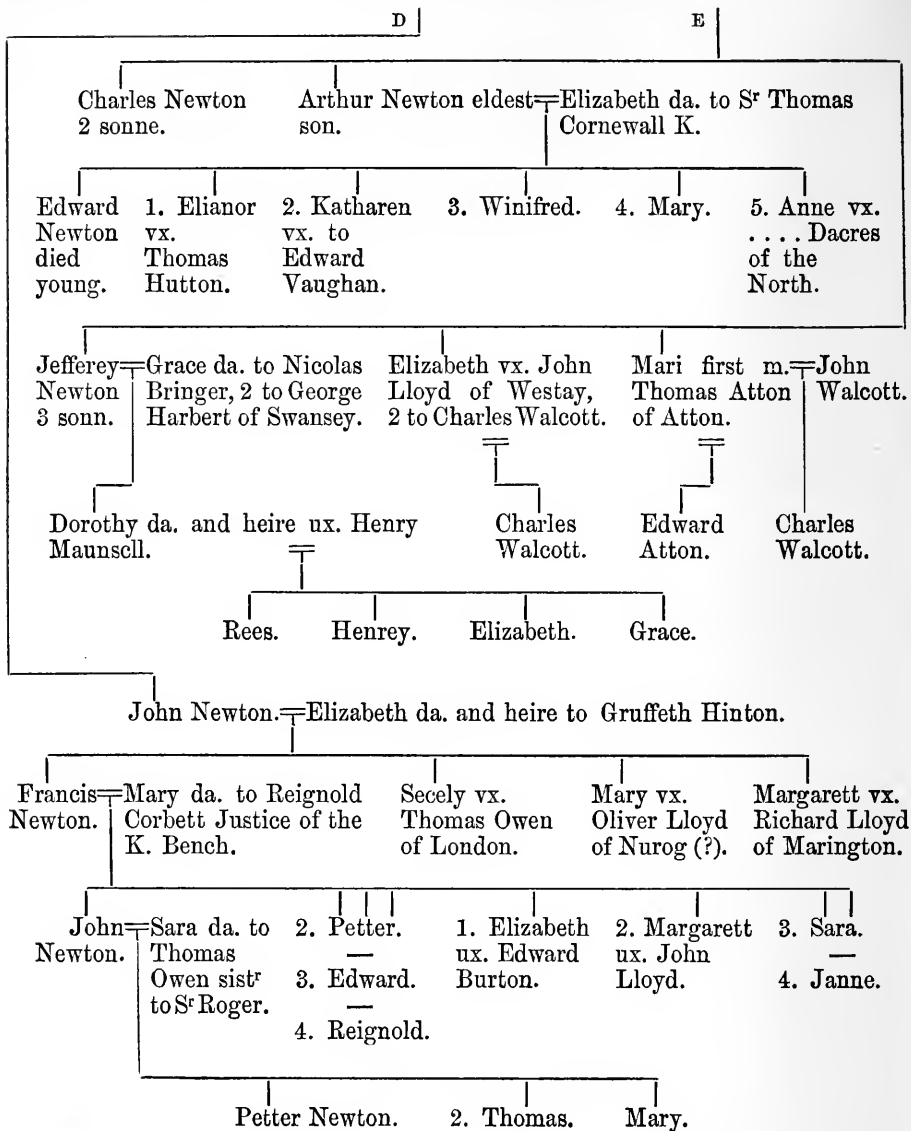 D E
Charles Newton
2 sonne.
Arthur Newton eldest
son.
Elizabeth da. to Sr Thomas
Cornewall K.
Edward
Newton
died
young.
1. Elianor
vx.
Thomas
Hutton.
2. Katharen
vx. to
Edward
Vaughan.
3. Winifred.
4. Mary.
5. Anne vx.
.... Dacres
of the
North.
Jefferey
Newton
3 sonn.
Grace da. to Nicolas
Bringer, 2 to George
Harbert of Swansey.
Elizabeth vx. John
Lloyd of Westay,
2 to Charles Walcott.
Mari first m.
Thomas Atton
of Atton.
John
Walcott.
Dorothy da. and heire ux. Henry
Maunscll.
Charles
Walcott.
Edward
Atton.
Charles
Walcott.
Rees.
Henrey.
Elizabeth.
Grace.
John Newton.
Elizabeth da. and heire to Gruffeth Hinton.
Francis
Newton.
Mary da. to Reignold
Corbett Justice of the
K. Bench.
Secely vx.
Thomas Owen
of London.
Mary vx.
Oliver Lloyd
of Nurog (?).
Margarett vx.
Richard Lloyd
of Marington.
John
Newton.
Sara da. to
Thomas
Owen sistr
to Sr Roger.
2. Petter.
—
3. Edward.
—
4. Reignold.
1. Elizabeth
ux. Edward
Burton.
2. Margarett
ux. John
Lloyd.
3. Sara.
—
4. Janne.
Petter Newton.
2. Thomas.
Mary.